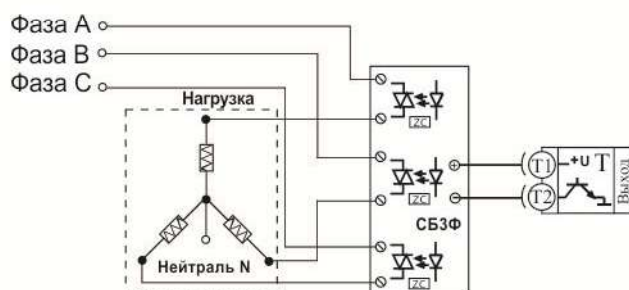 Фаза А
Фаза В
Фаза С
Нагрузка
Нейтраль N
ZC
ZC
СБ3Ф
ZC
+
−
T1
T2
+U T
Выход